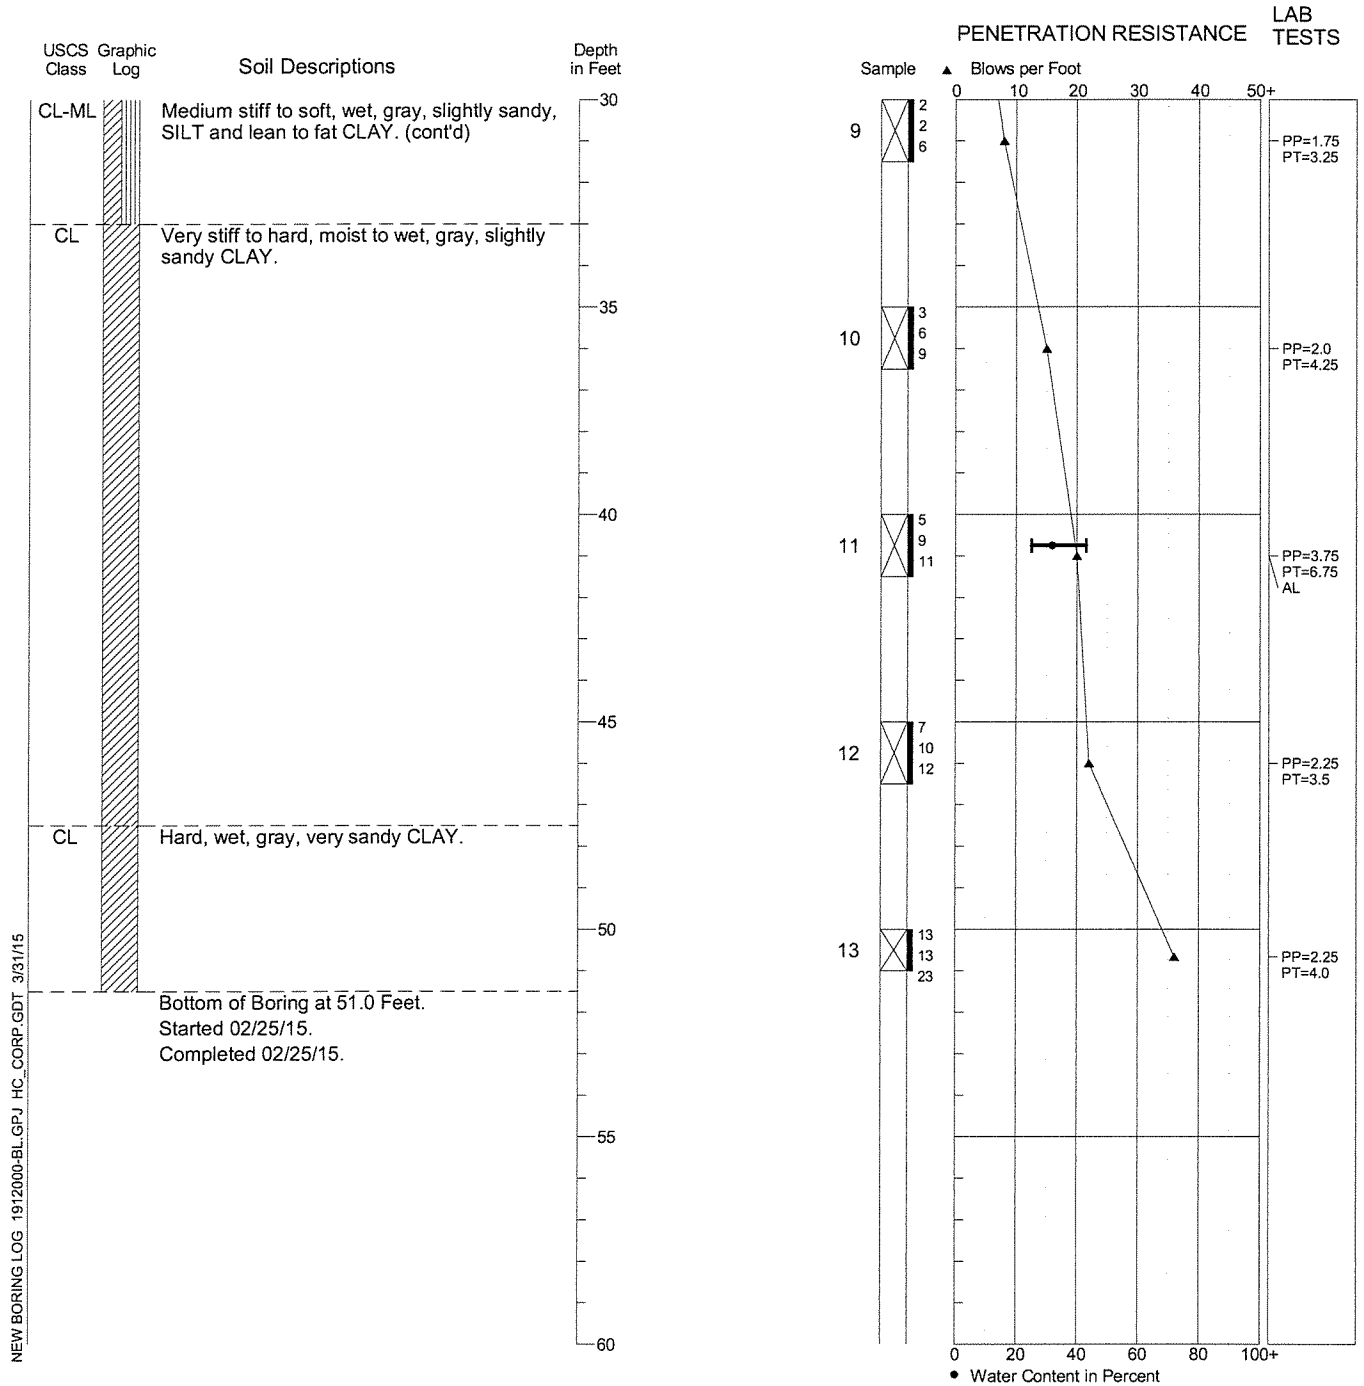 PENETRATION RESISTANCE
LAB
TESTS
USCS Class
Graphic Log
Soil Descriptions
Depth in Feet
Sample
▲ Blows per Foot
0 10 20 30 40 50+
CL-ML
Medium stiff to soft, wet, gray, slightly sandy,
SILT and lean to fat CLAY. (cont'd)
30
9
2
2
6
PP=1.75
PT=3.25
CL
Very stiff to hard, moist to wet, gray, slightly
sandy CLAY.
35
10
3
6
9
PP=2.0
PT=4.25
40
11
5
9
11
PP=3.75
PT=6.75
AL
45
12
7
10
12
PP=2.25
PT=3.5
CL
Hard, wet, gray, very sandy CLAY.
50
13
13
13
23
PP=2.25
PT=4.0
Bottom of Boring at 51.0 Feet.
Started 02/25/15.
Completed 02/25/15.
55
60
0 20 40 60 80 100+
● Water Content in Percent
NEW BORING LOG 1912000-BL.GPJ HC_CORP.GDT 3/31/15